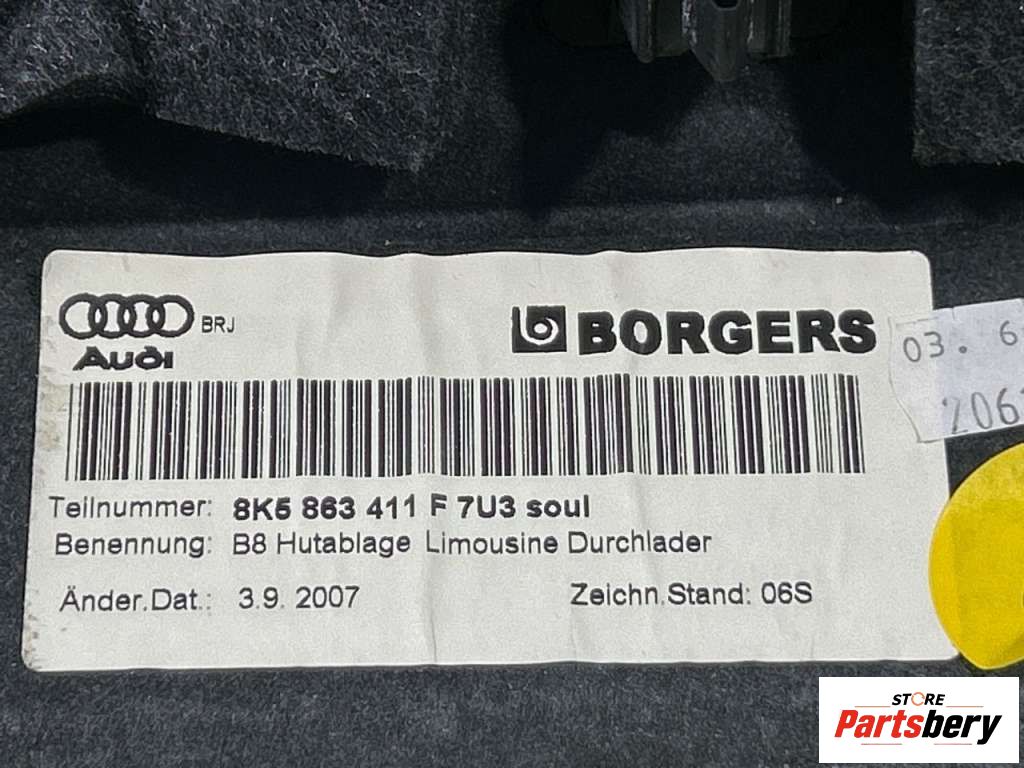 BRJ
Audi
BORGERS
03. 6
Teilnummer: 8K5 863 411 F 7U3 soul
Benennung: B8 Hutablage Limousine Durchlader
Änder.Dat.: 3.9. 2007
Zeichn.Stand: 06S
STORE
Partsbery